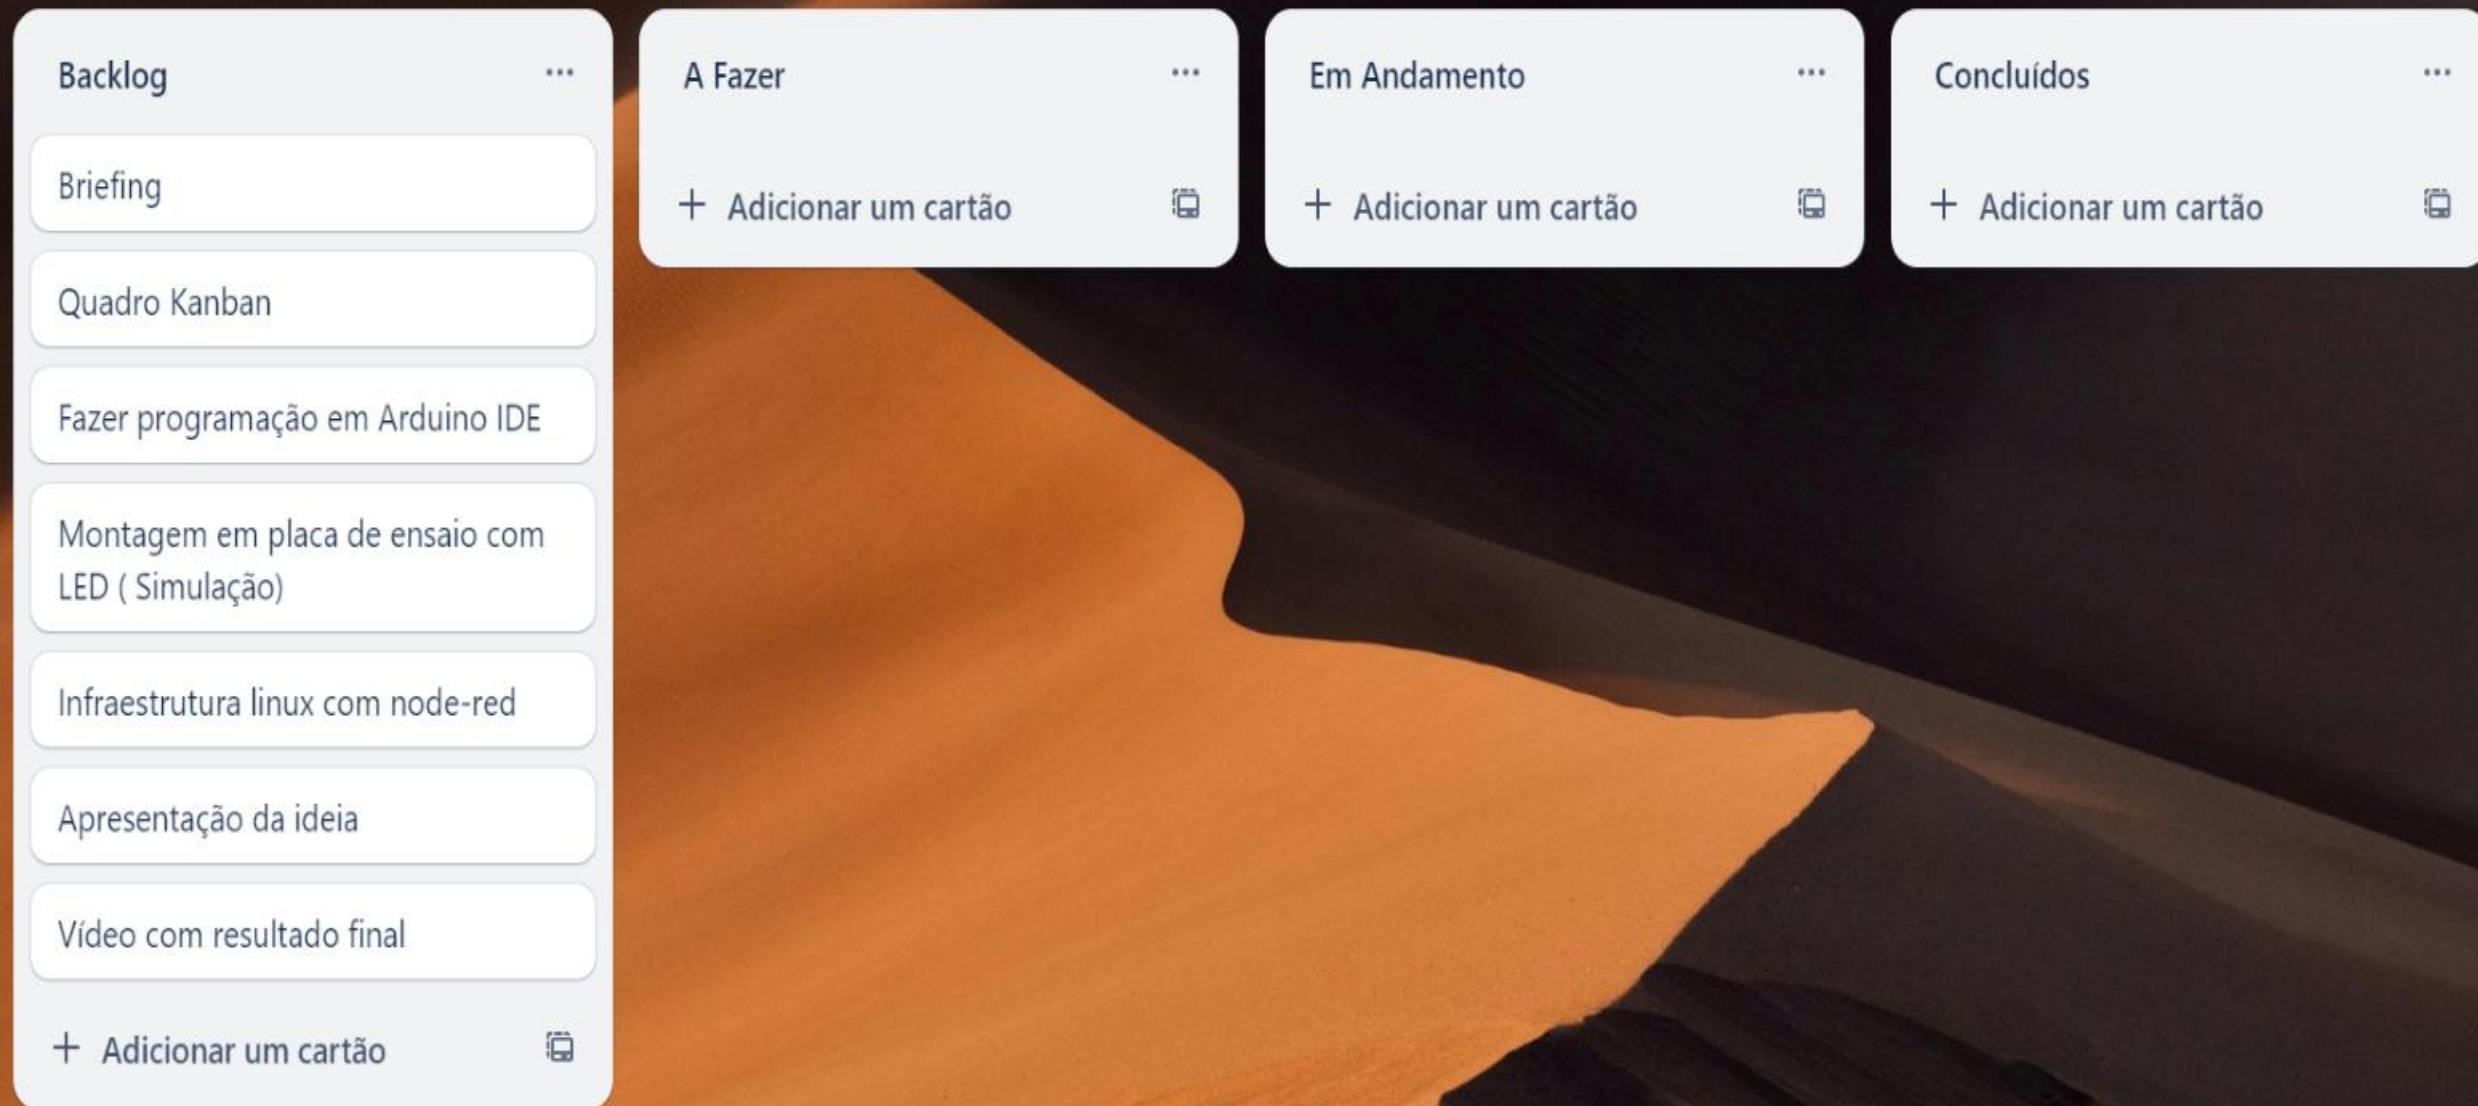 Backlog
Briefing
Quadro Kanban
Fazer programação em Arduino IDE
Montagem em placa de ensaio com
LED ( Simulação)
Infraestrutura linux com node-red
Apresentação da ideia
Vídeo com resultado final
+ Adicionar um cartão
A Fazer
+ Adicionar um cartão
Em Andamento
+ Adicionar um cartão
Concluídos
+ Adicionar um cartão